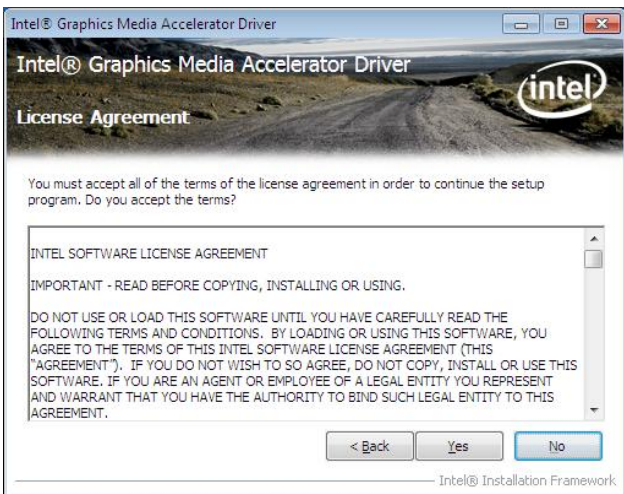 Intel® Graphics Media Accelerator Driver
Intel® Graphics Media Accelerator Driver
intel
License Agreement
You must accept all of the terms of the license agreement in order to continue the setup
program. Do you accept the terms?
INTEL SOFTWARE LICENSE AGREEMENT
IMPORTANT - READ BEFORE COPYING, INSTALLING OR USING.
DO NOT USE OR LOAD THIS SOFTWARE UNTIL YOU HAVE CAREFULLY READ THE
FOLLOWING TERMS AND CONDITIONS.  BY LOADING OR USING THIS SOFTWARE, YOU
AGREE TO THE TERMS OF THIS INTEL SOFTWARE LICENSE AGREEMENT (THIS
"AGREEMENT").  IF YOU DO NOT WISH TO SO AGREE, DO NOT COPY, INSTALL OR USE THIS
SOFTWARE. IF YOU ARE AN AGENT OR EMPLOYEE OF A LEGAL ENTITY YOU REPRESENT
AND WARRANT THAT YOU HAVE THE AUTHORITY TO BIND SUCH LEGAL ENTITY TO THIS
AGREEMENT.
< Back Yes No
Intel® Installation Framework